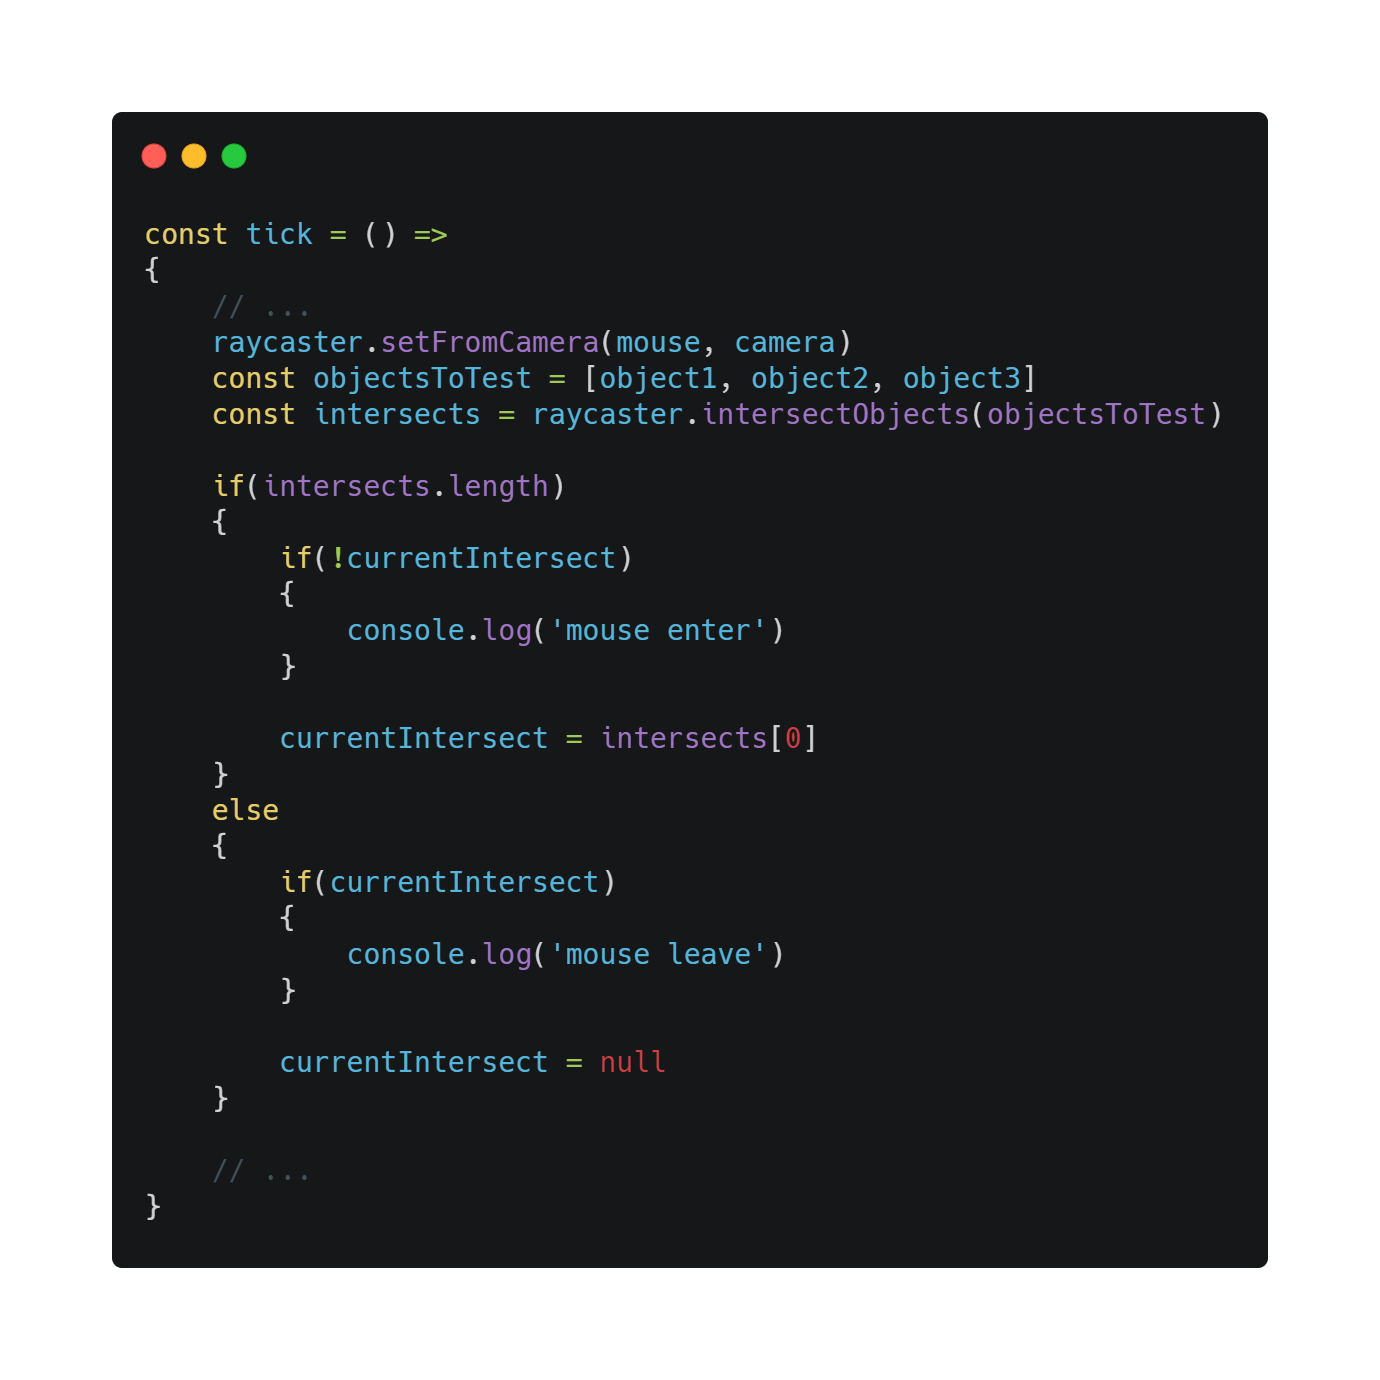 const tick = () =>
{
    // ...
    raycaster.setFromCamera(mouse, camera)
    const objectsToTest = [object1, object2, object3]
    const intersects = raycaster.intersectObjects(objectsToTest)

    if(intersects.length)
    {
        if(!currentIntersect)
        {
            console.log('mouse enter')
        }

        currentIntersect = intersects[0]
    }
    else
    {
        if(currentIntersect)
        {
            console.log('mouse leave')
        }

        currentIntersect = null
    }

    // ...
}